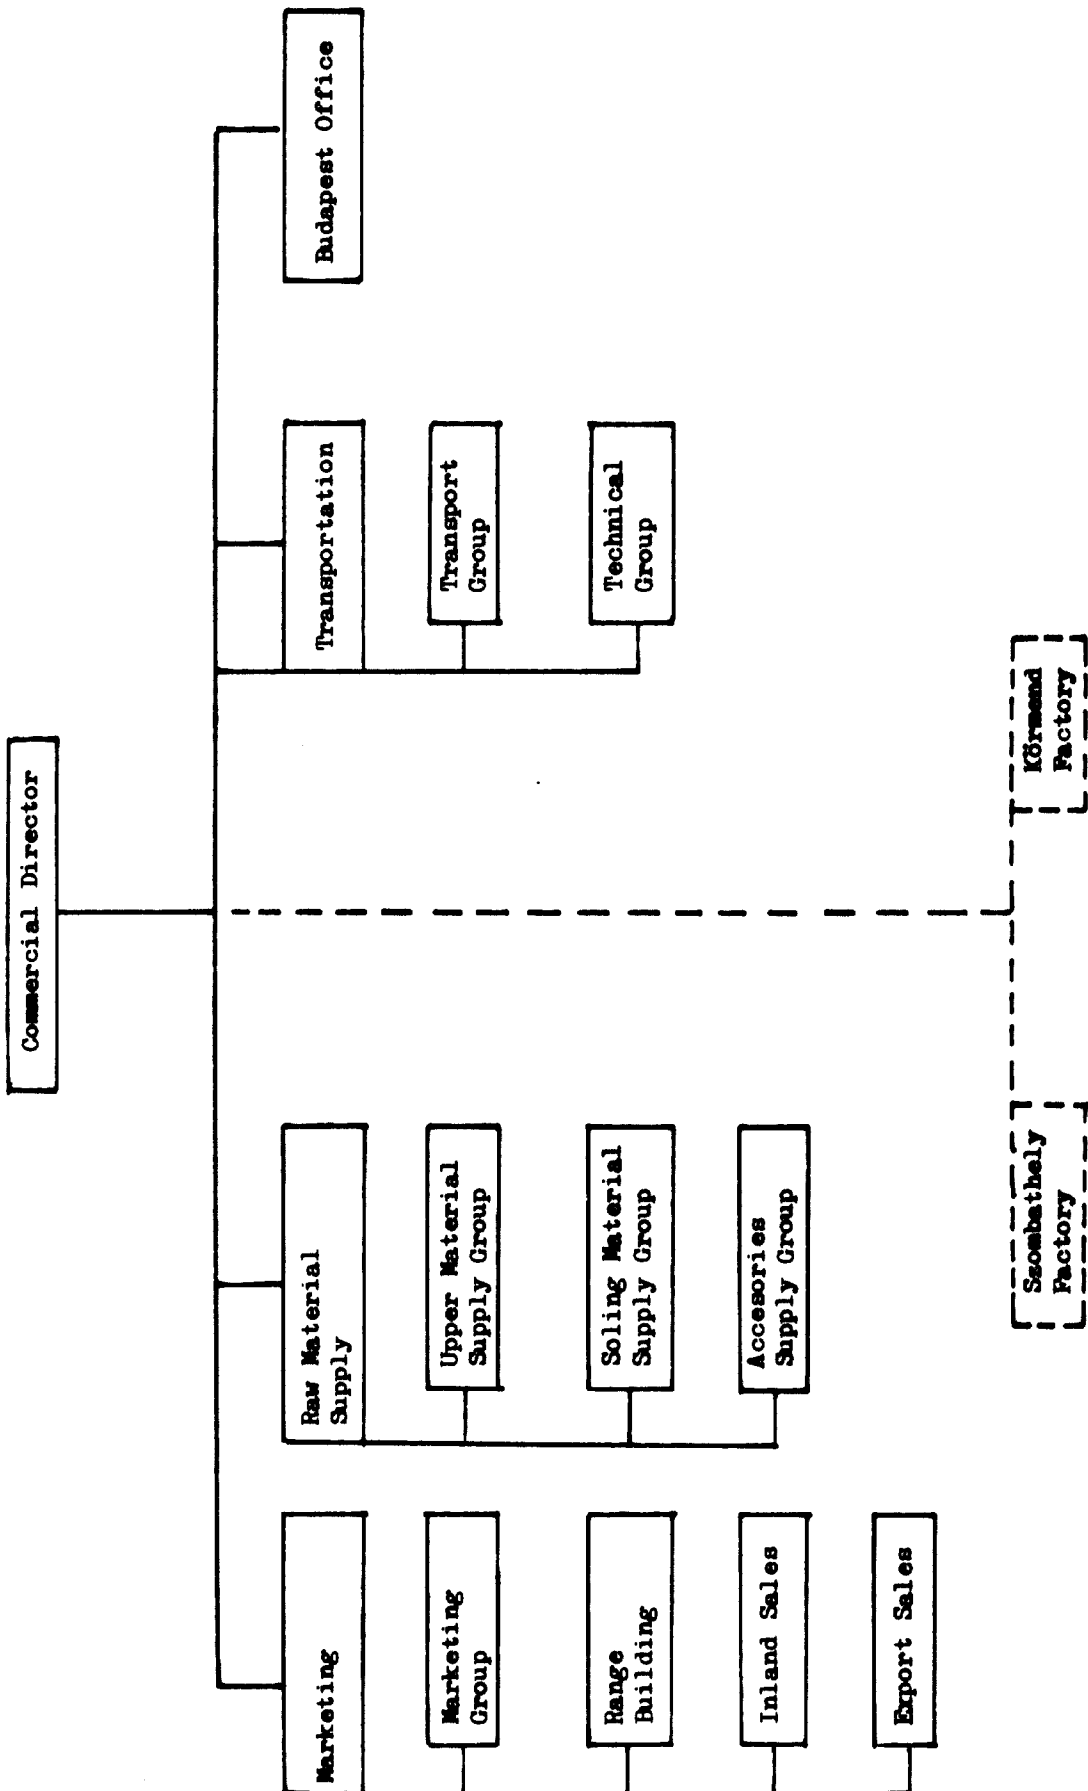 Commercial Director
Marketing
Raw Material
Supply
Transportation
Budapest Office
Marketing
Group
Upper Material
Supply Group
Transport
Group
Range
Building
Soling Material
Supply Group
Technical
Group
Inland Sales
Accesories
Supply Group
Export Sales
Szombathely
Factory
Körmend
Factory